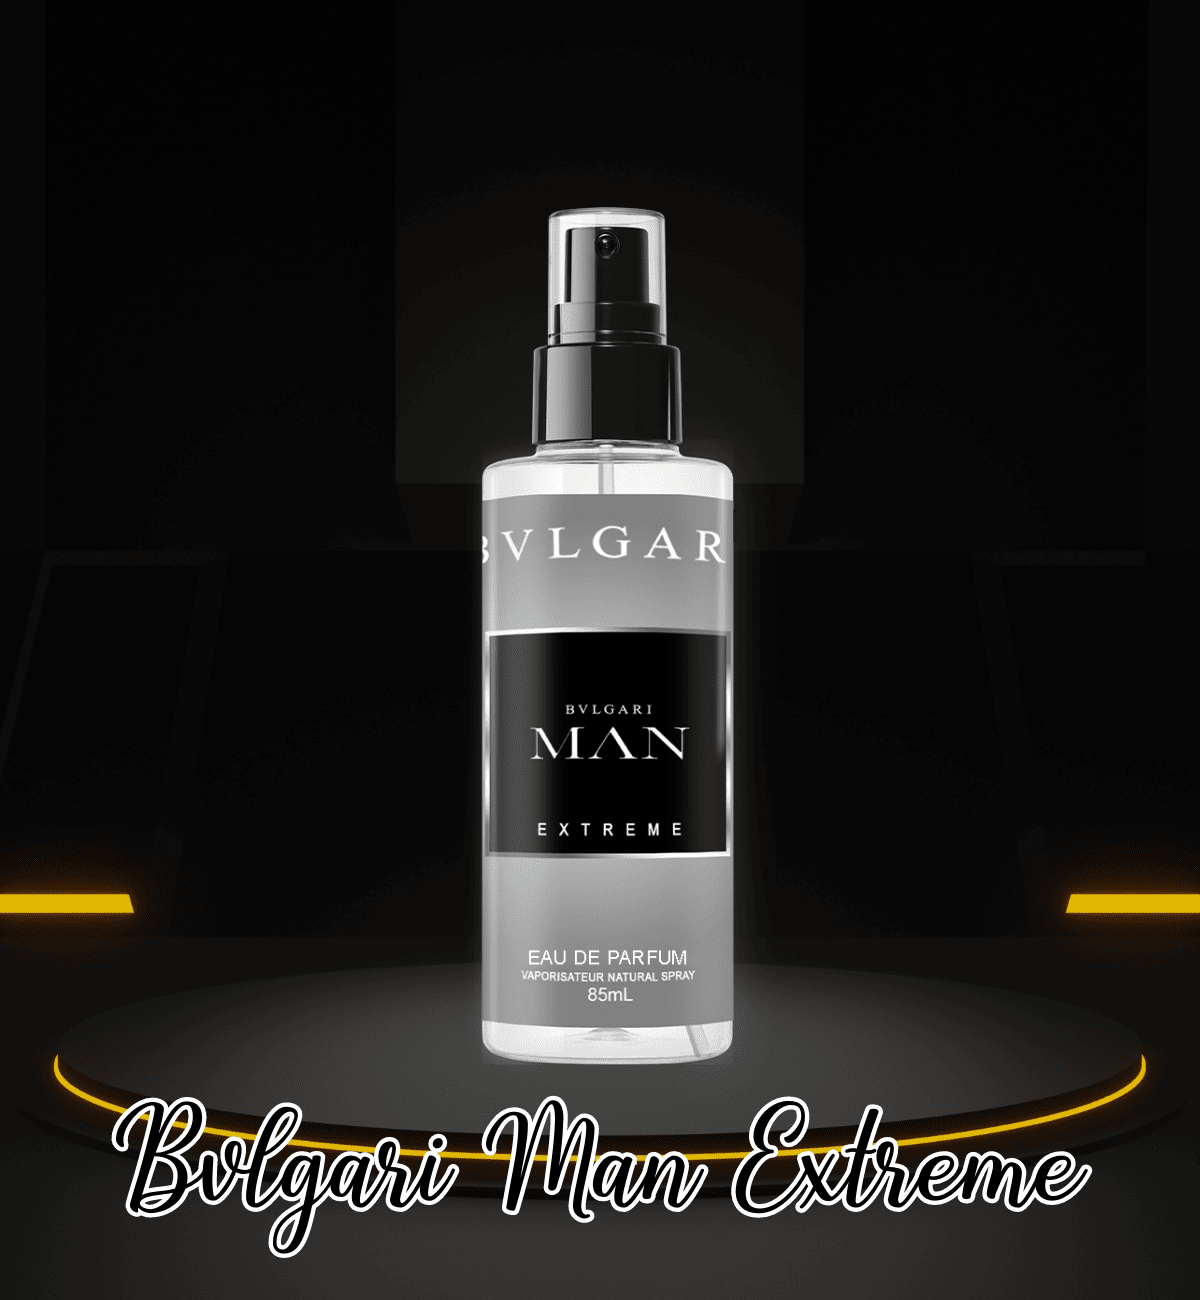 BVLGAR
BVLGARI
MAN
EXTREME
EAU DE PARFUM
VAPORISATEUR NATURAL SPRAY
85mL
Bvlgari Man Extreme